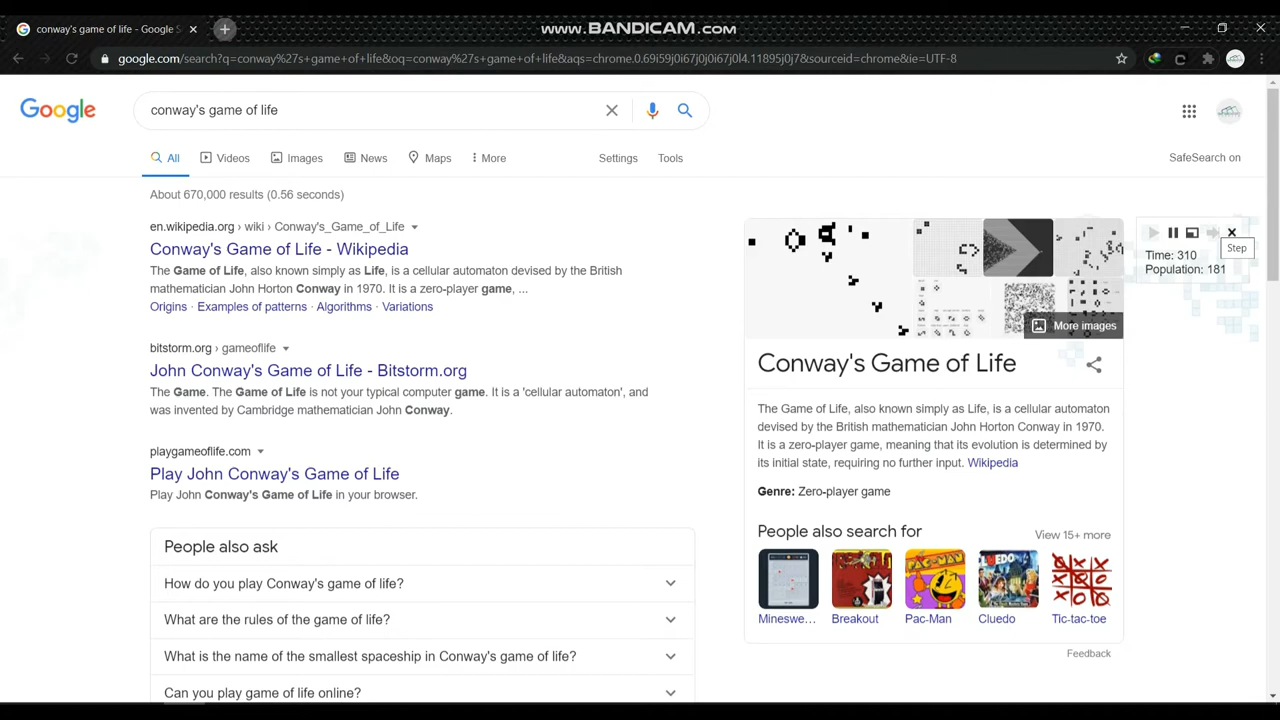 conway's game of life - Google S
www.BANDICAM.com
google.com/search?q=conway%27s+game+of+life&oq=conway%27s+game+of+life&aqs=chrome.0.69i59j0i67j0j0i67j0l4.11895j0j7&sourceid=chrome&ie=UTF-8
Google
conway's game of life
All
Videos
Images
News
Maps
More
Settings
Tools
SafeSearch on
About 670,000 results (0.56 seconds)
en.wikipedia.org › wiki › Conway's_Game_of_Life
Conway's Game of Life - Wikipedia
The Game of Life, also known simply as Life, is a cellular automaton devised by the British
mathematician John Horton Conway in 1970. It is a zero-player game, ...
Origins · Examples of patterns · Algorithms · Variations
bitstorm.org › gameoflife
John Conway's Game of Life - Bitstorm.org
The Game. The Game of Life is not your typical computer game. It is a 'cellular automaton', and
was invented by Cambridge mathematician John Conway.
playgameoflife.com
Play John Conway's Game of Life
Play John Conway's Game of Life in your browser.
People also ask
How do you play Conway's game of life?
What are the rules of the game of life?
What is the name of the smallest spaceship in Conway's game of life?
Can you play game of life online?
More images
Conway's Game of Life
The Game of Life, also known simply as Life, is a cellular automaton
devised by the British mathematician John Horton Conway in 1970.
It is a zero-player game, meaning that its evolution is determined by
its initial state, requiring no further input. Wikipedia
Genre: Zero-player game
People also search for
View 15+ more
Mineswe...
Breakout
Pac-Man
Cluedo
Tic-tac-toe
Feedback
Step
Time: 310
Population: 181